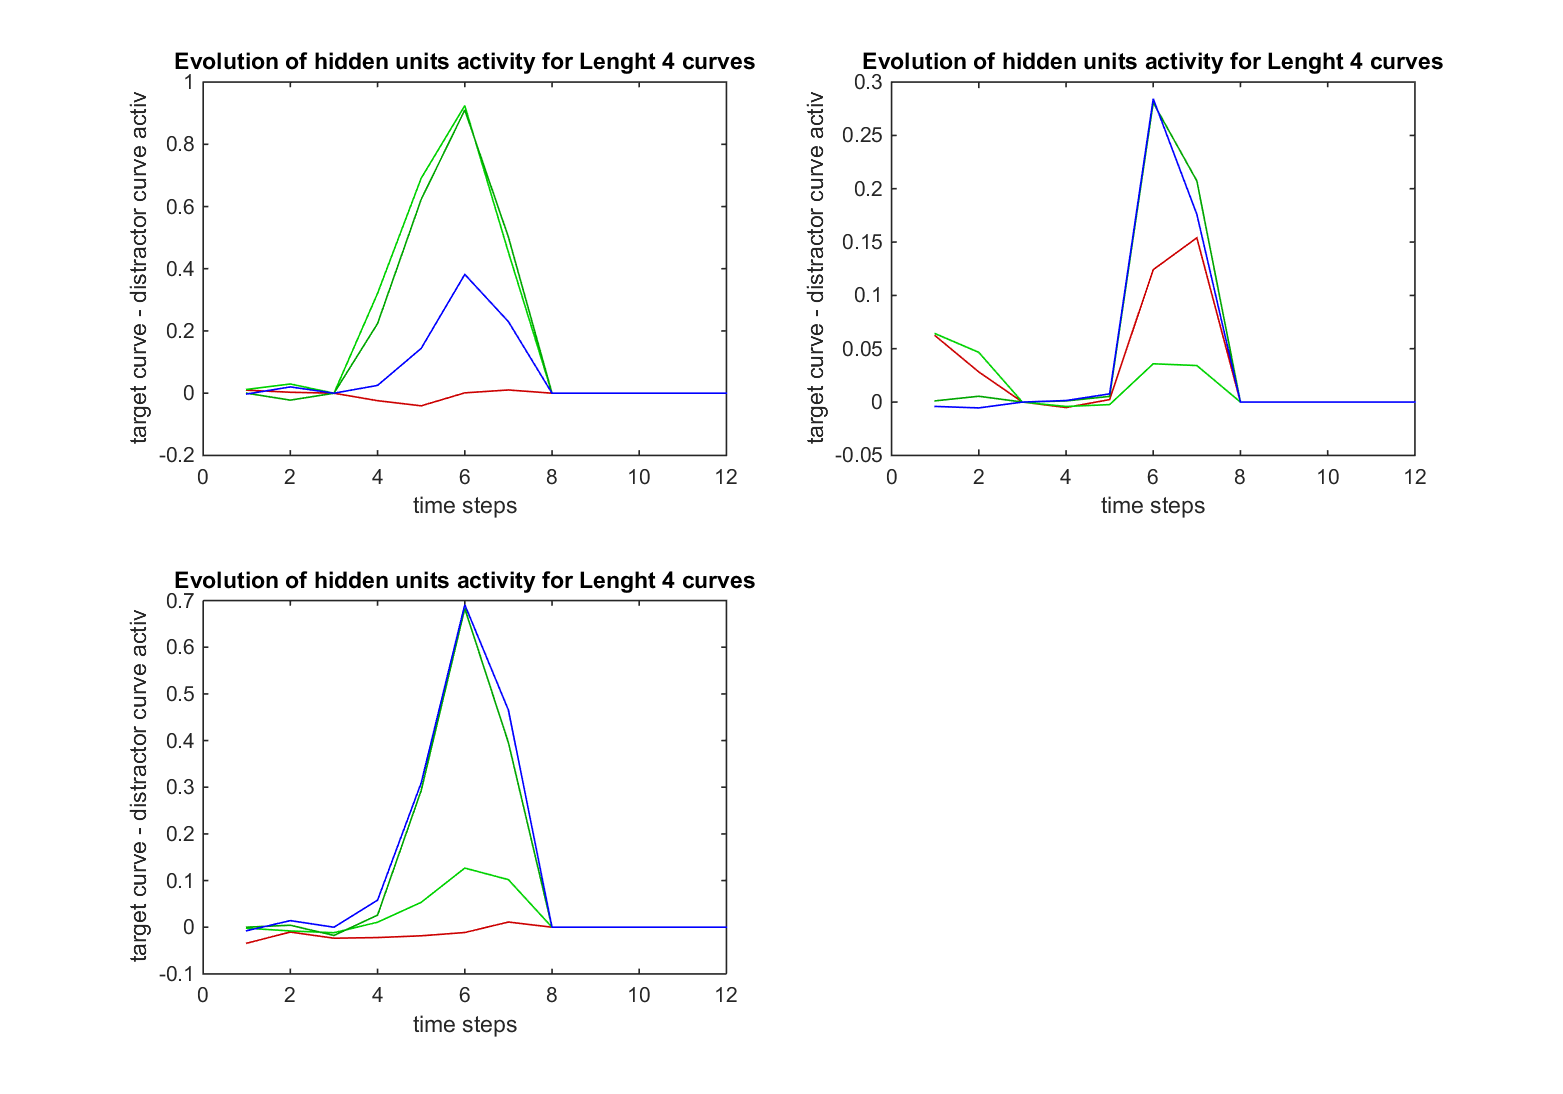 Evolution of hidden units activity for Lenght 4 curves
target curve - distractor curve activ
1
0.8
0.6
0.4
0.2
0
-0.2
0 2 4 6 8 10 12
time steps
Evolution of hidden units activity for Lenght 4 curves
target curve - distractor curve activ
0.3
0.25
0.2
0.15
0.1
0.05
0
-0.05
0 2 4 6 8 10 12
time steps
Evolution of hidden units activity for Lenght 4 curves
target curve - distractor curve activ
0.7
0.6
0.5
0.4
0.3
0.2
0.1
0
-0.1
0 2 4 6 8 10 12
time steps